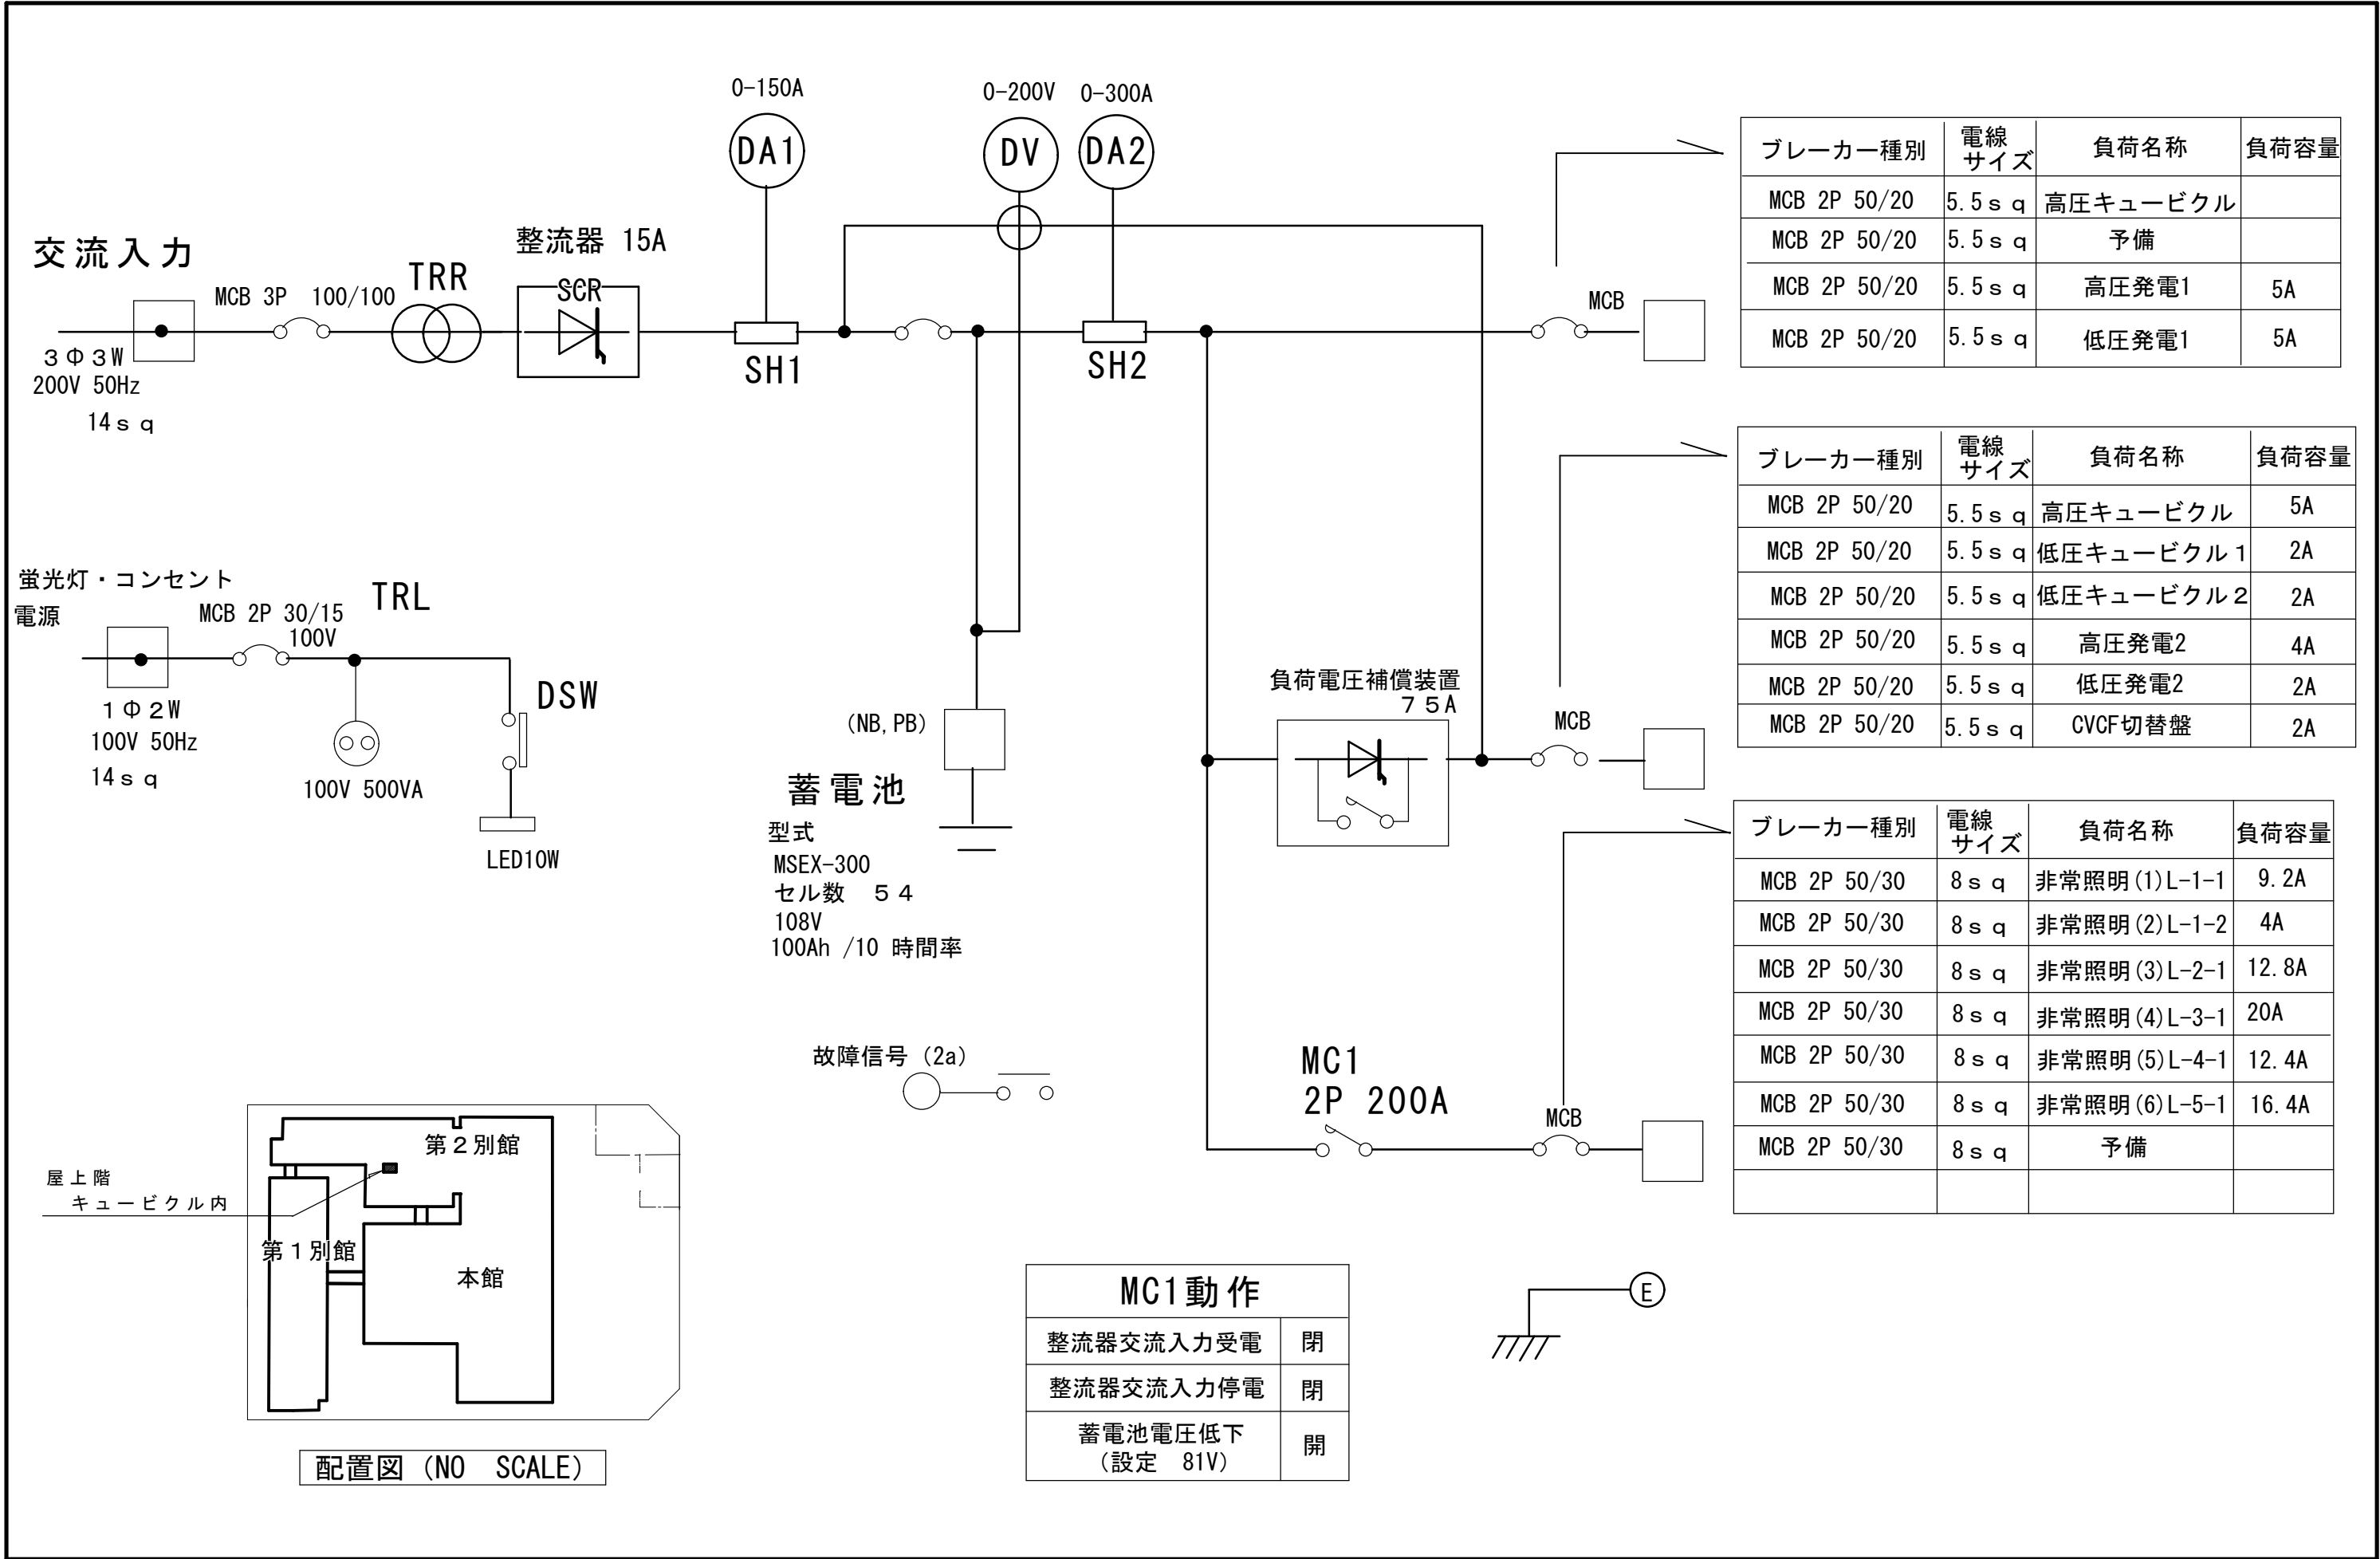 0-150A
DA1
0-200V
DV
0-300A
DA2
交流入力
MCB 3P 100/100
TRR
整流器 15A
SCR
SH1
SH2
MCB
3Φ3W
200V 50Hz
14sq
ブレーカー種別 電線サイズ 負荷名称 負荷容量
MCB 2P 50/20 5.5sq 高圧キュービクル
MCB 2P 50/20 5.5sq 予備
MCB 2P 50/20 5.5sq 高圧発電1 5A
MCB 2P 50/20 5.5sq 低圧発電1 5A
蛍光灯・コンセント
電源
MCB 2P 30/15
100V
TRL
DSW
1Φ2W
100V 50Hz
14sq
100V 500VA
LED10W
(NB,PB)
蓄電池
型式
MSEX-300
セル数 54
108V
100Ah /10 時間率
負荷電圧補償装置
75A
MCB
ブレーカー種別 電線サイズ 負荷名称 負荷容量
MCB 2P 50/20 5.5sq 高圧キュービクル 5A
MCB 2P 50/20 5.5sq 低圧キュービクル1 2A
MCB 2P 50/20 5.5sq 低圧キュービクル2 2A
MCB 2P 50/20 5.5sq 高圧発電2 4A
MCB 2P 50/20 5.5sq 低圧発電2 2A
MCB 2P 50/20 5.5sq CVCF切替盤 2A
故障信号 (2a)
MC1
2P 200A
MCB
ブレーカー種別 電線サイズ 負荷名称 負荷容量
MCB 2P 50/30 8sq 非常照明(1)L-1-1 9.2A
MCB 2P 50/30 8sq 非常照明(2)L-1-2 4A
MCB 2P 50/30 8sq 非常照明(3)L-2-1 12.8A
MCB 2P 50/30 8sq 非常照明(4)L-3-1 20A
MCB 2P 50/30 8sq 非常照明(5)L-4-1 12.4A
MCB 2P 50/30 8sq 非常照明(6)L-5-1 16.4A
MCB 2P 50/30 8sq 予備
屋上階
キュービクル内
第2別館
第1別館
本館
配置図 (NO SCALE)
MC1動作
整流器交流入力受電 閉
整流器交流入力停電 閉
蓄電池電圧低下 開
(設定 81V)
E